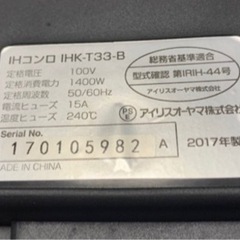 IHコンロ IHK-T33-B
定格電圧 100V
定格消費電力 1400W
定格周波数 50/60Hz
電流ヒューズ 15A
温度ヒューズ 240℃
総務省基準適合
型式確認 第IRIH-44号
PS
E
アイリスオーヤマ株式会社
Serial No.
170105982 A
2017年製
MADE IN CHINA